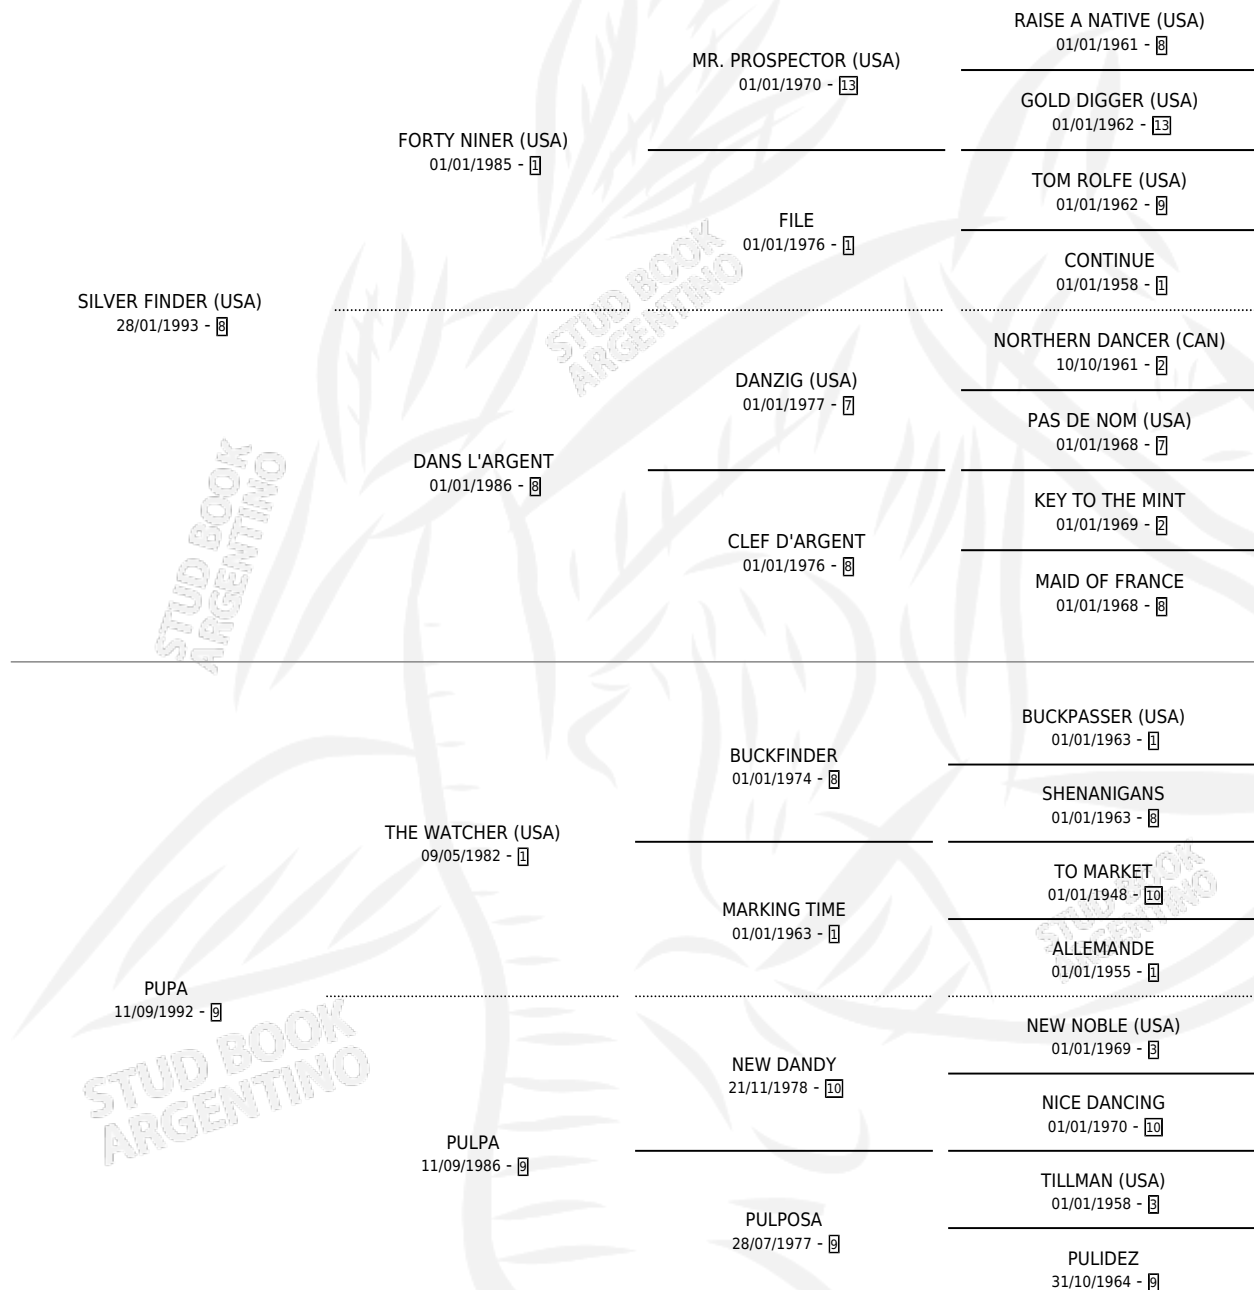 RAISE A NATIVE (USA)
01/01/1961 - 8
MR. PROSPECTOR (USA)
01/01/1970 - 13
GOLD DIGGER (USA)
01/01/1962 - 13
FORTY NINER (USA)
01/01/1985 - 1
TOM ROLFE (USA)
01/01/1962 - 9
FILE
01/01/1976 - 1
CONTINUE
01/01/1958 - 1
SILVER FINDER (USA)
28/01/1993 - 8
STUD BOOK
ARGENTINO
NORTHERN DANCER (CAN)
10/10/1961 - 2
DANZIG (USA)
01/01/1977 - 7
PAS DE NOM (USA)
01/01/1968 - 7
DANS L'ARGENT
01/01/1986 - 8
KEY TO THE MINT
01/01/1969 - 2
CLEF D'ARGENT
01/01/1976 - 8
MAID OF FRANCE
01/01/1968 - 8
STUD BOOK
ARGENTINO
BUCKPASSER (USA)
01/01/1963 - 1
BUCKFINDER
01/01/1974 - 8
SHENANIGANS
01/01/1963 - 8
THE WATCHER (USA)
09/05/1982 - 1
TO MARKET
01/01/1948 - 10
MARKING TIME
01/01/1963 - 1
STUD BOOK
ARGENTINO
ALLEMANDE
01/01/1955 - 1
PUPA
11/09/1992 - 9
STUD BOOK
ARGENTINO
NEW NOBLE (USA)
01/01/1969 - 3
NEW DANDY
21/11/1978 - 10
NICE DANCING
01/01/1970 - 10
PULPA
11/09/1986 - 9
TILLMAN (USA)
01/01/1958 - 3
PULPOSA
28/07/1977 - 9
PULIDEZ
31/10/1964 - 9